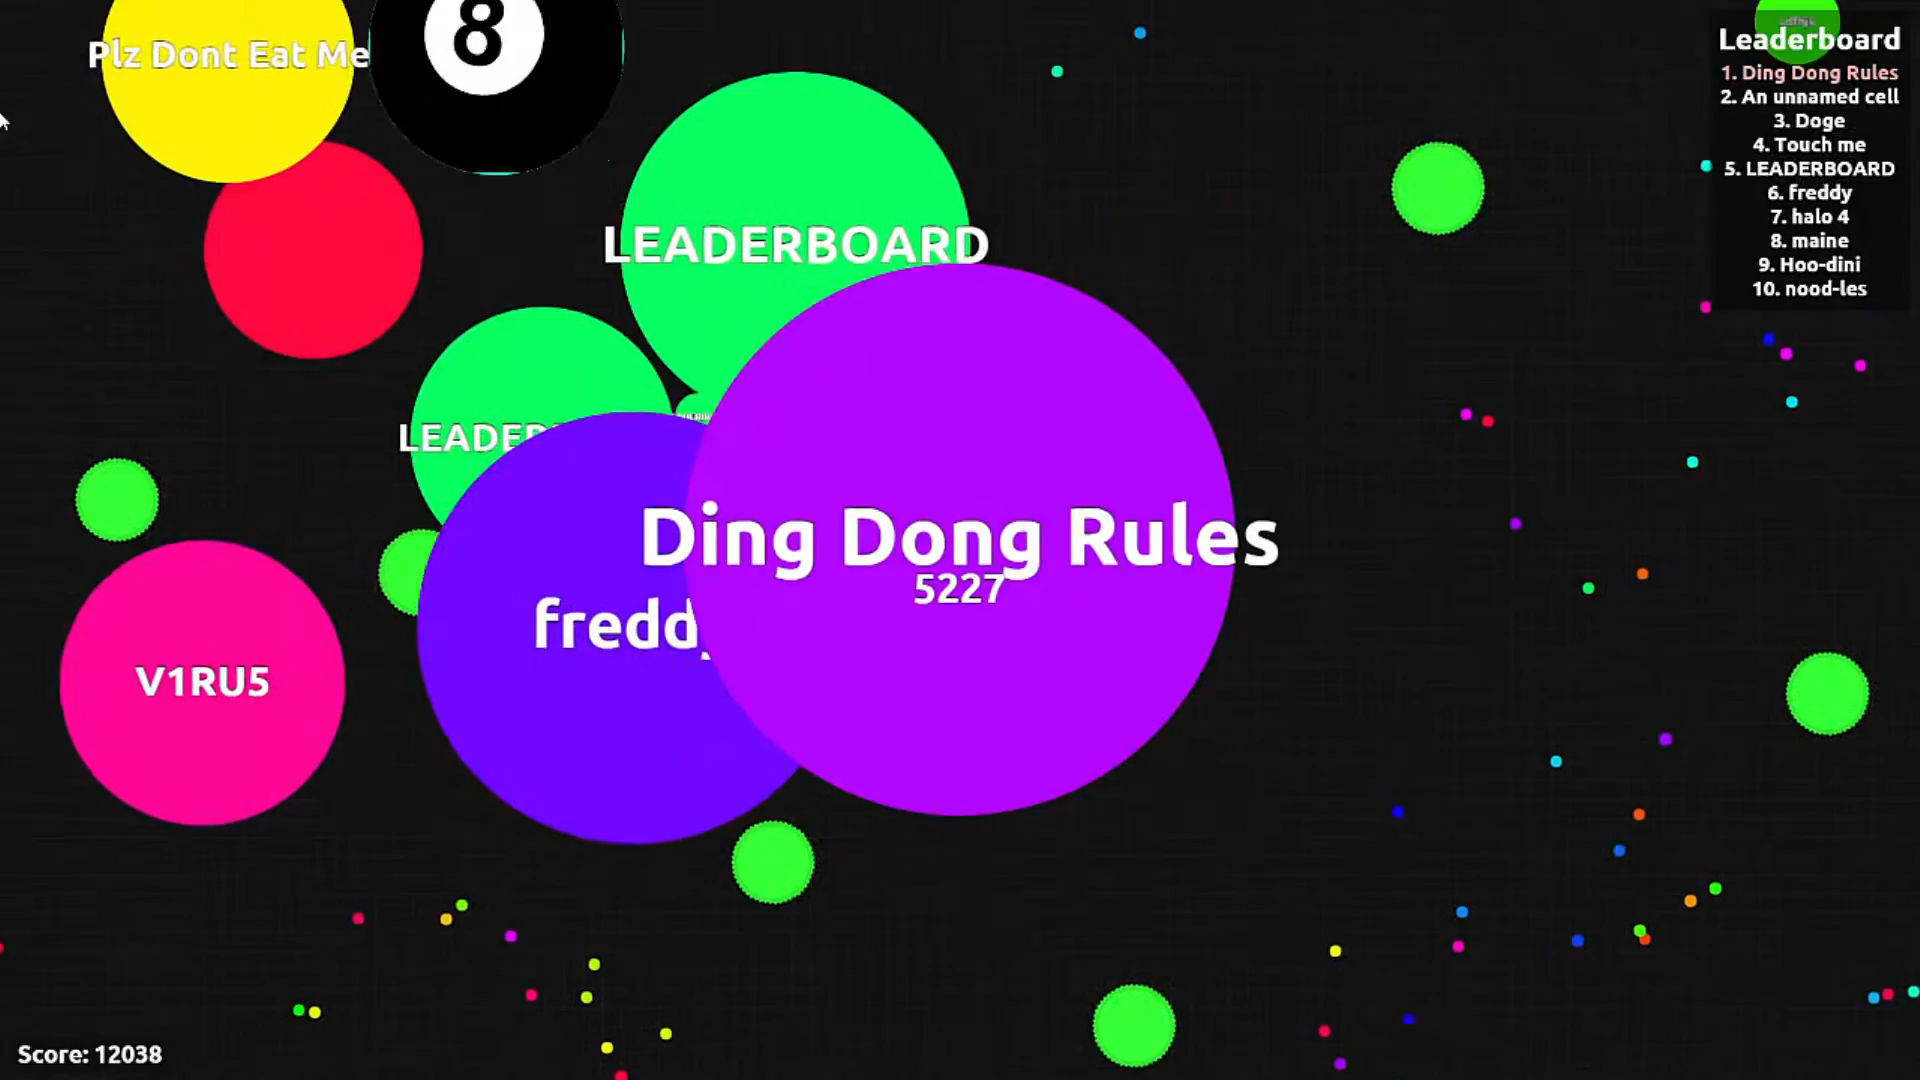 Plz Dont Eat Me
8
Leaderboard
1. Ding Dong Rules
2. An unnamed cell
3. Doge
4. Touch me
5. LEADERBOARD
6. freddy
7. halo 4
8. maine
9. Hoo-dini
10. nood-les
LEADERBOARD
LEADER
Ding Dong Rules
5227
freddy
V1RU5
Score: 12038